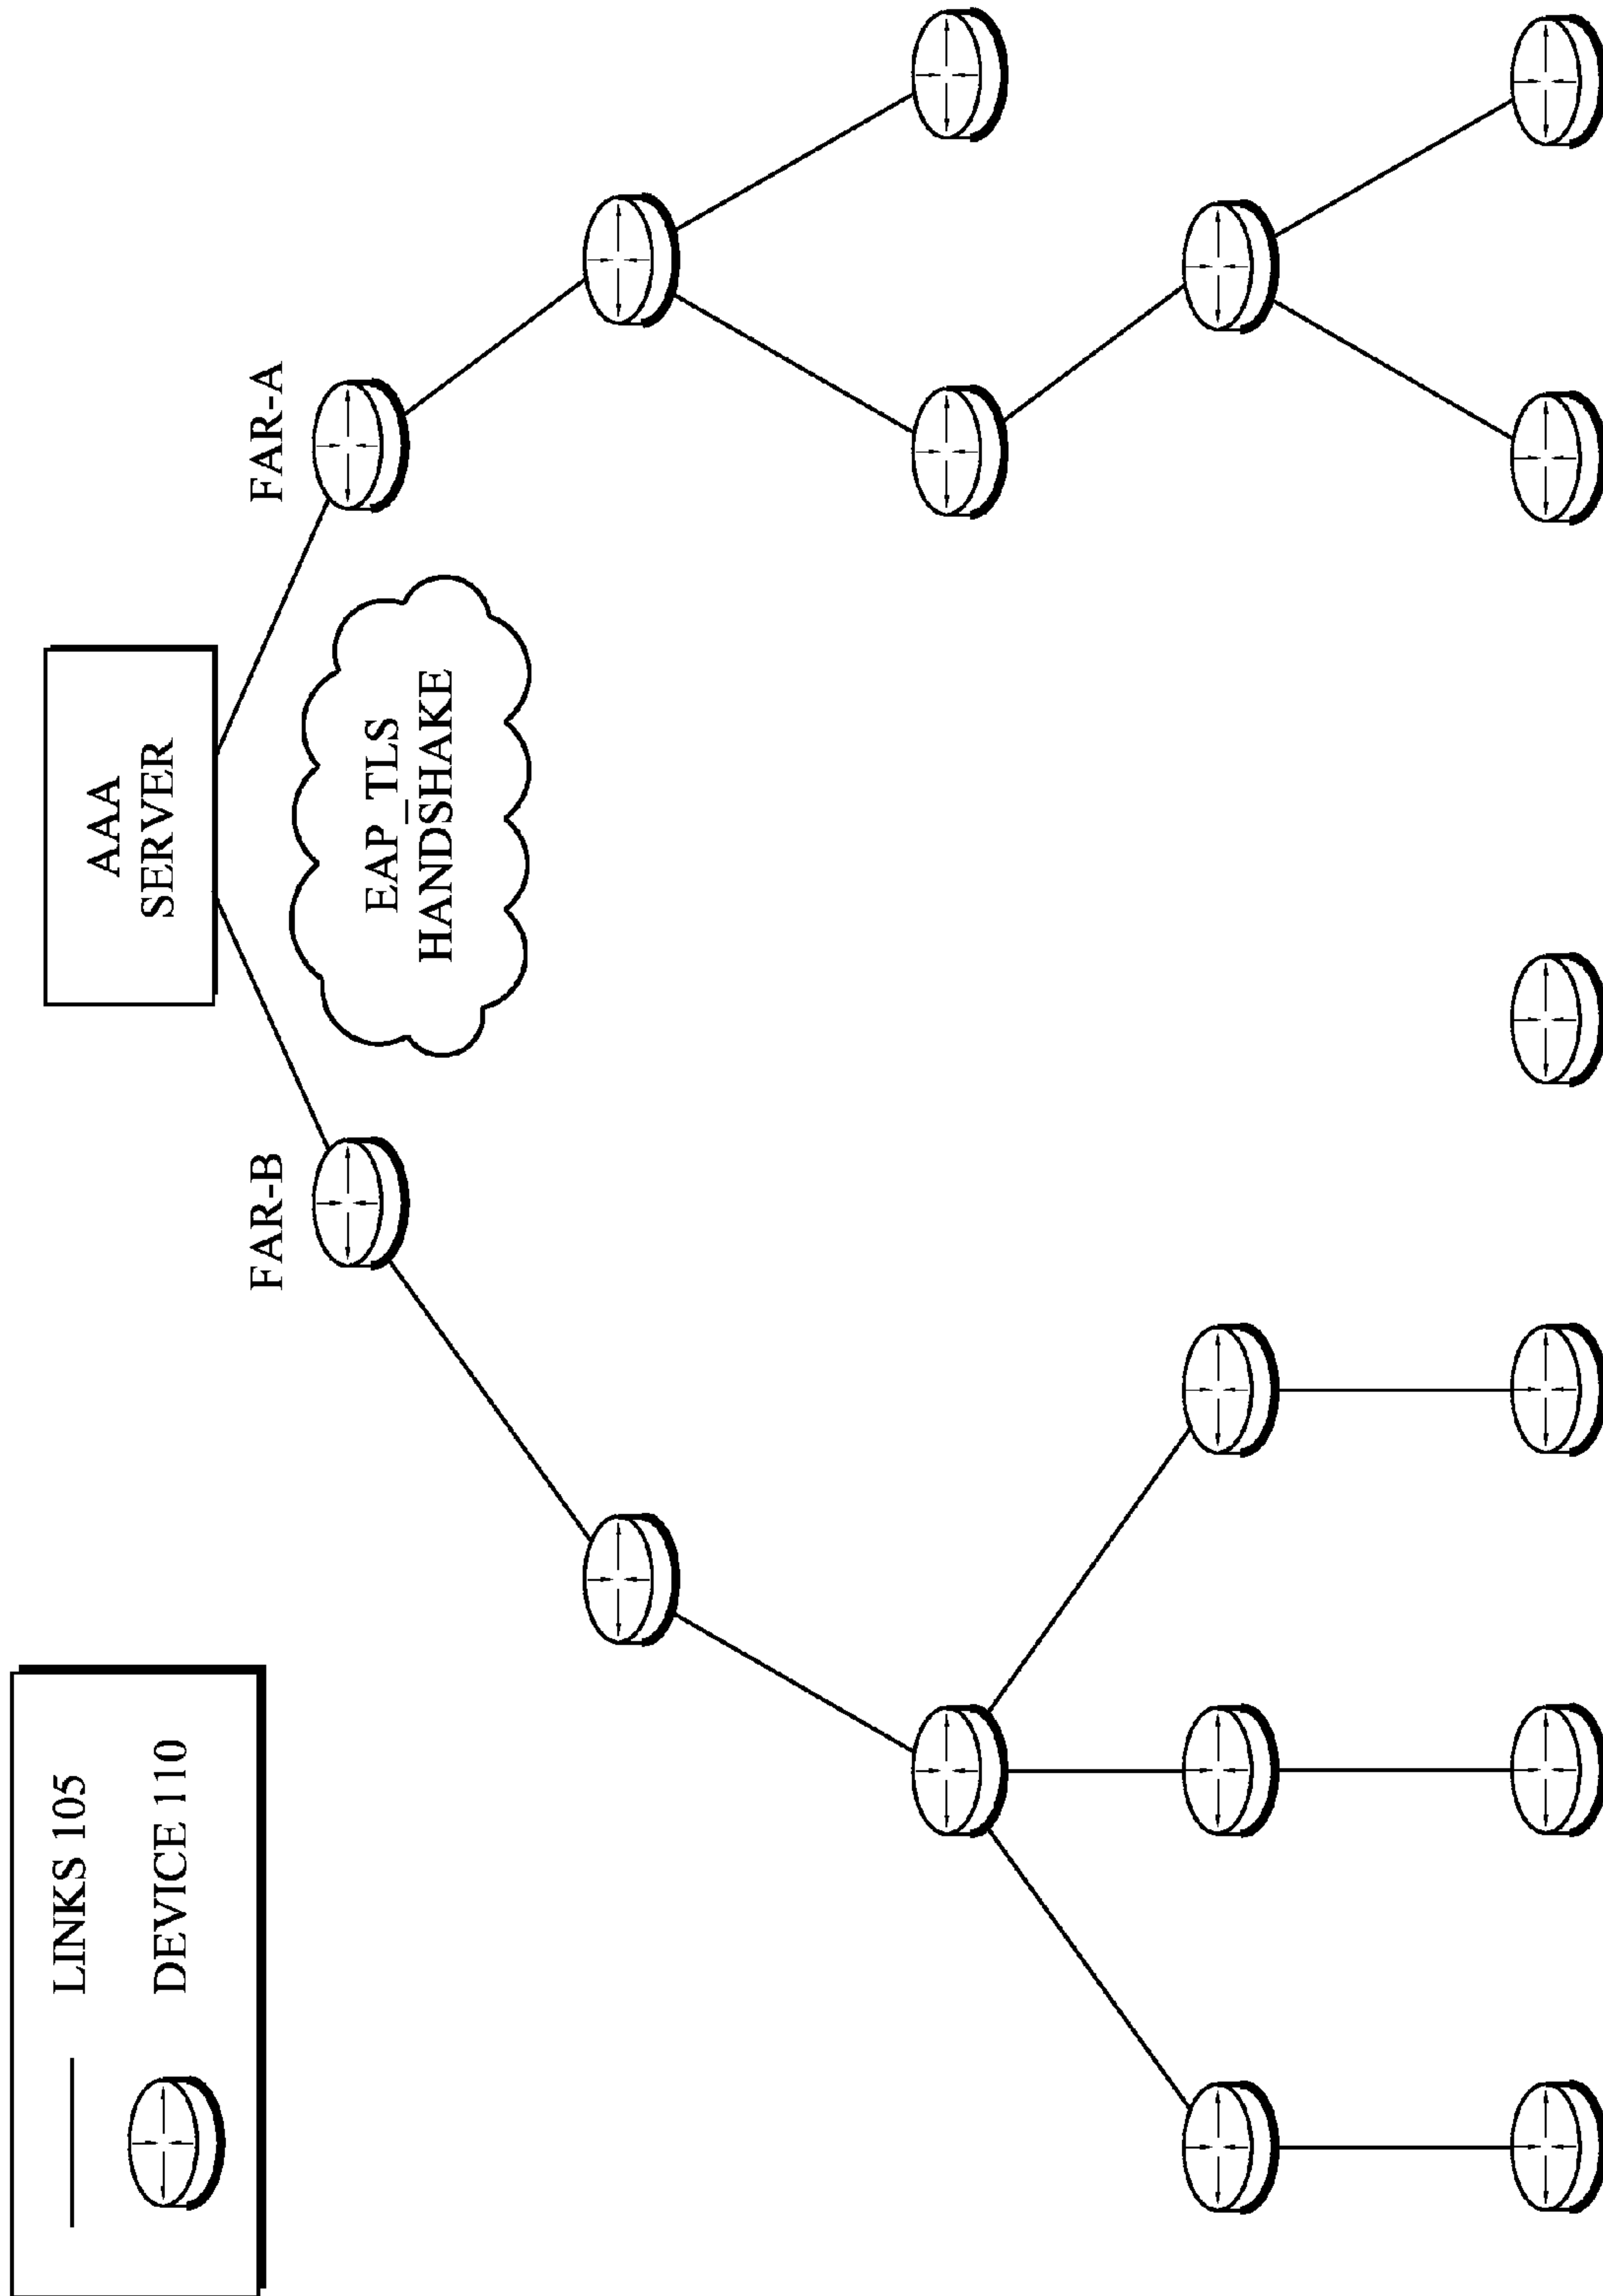 LINKS 105
DEVICE 110
AAA
SERVER
FAR-B
FAR-A
EAP_TLS
HANDSHAKE